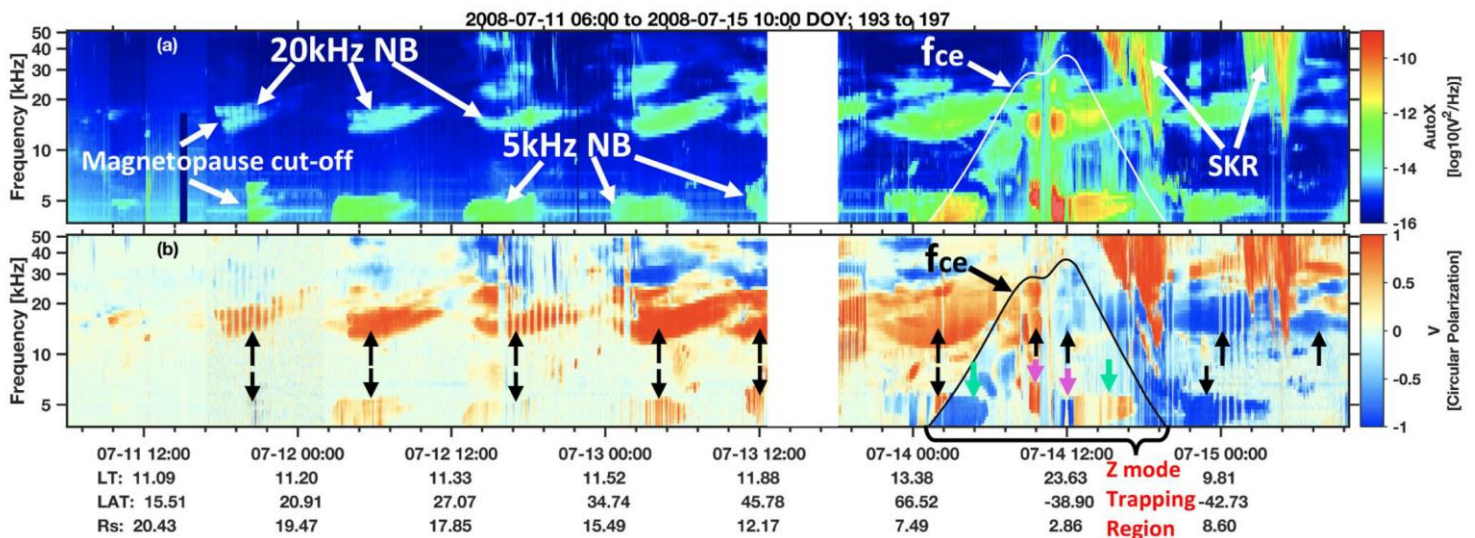 2008-07-11 06:00 to 2008-07-15 10:00 DOY: 193 to 197
50
30
20
10
5
Frequency [kHz]
(a)
20kHz NB
fce
Magnetopause cut-off
5kHz NB
SKR
-10
-12
-14
-16
AutoX
[log10(V²/Hz)]
50
30
20
10
5
Frequency [kHz]
(b)
fce
1
0.5
0
-0.5
-1
V
[Circular Polarization]
07-11 12:00 07-12 00:00 07-12 12:00 07-13 00:00 07-13 12:00 07-14 00:00 07-14 12:00 07-15 00:00
LT: 11.09 11.20 11.33 11.52 11.88 13.38 23.63 Z mode 9.81
LAT: 15.51 20.91 27.07 34.74 45.78 66.52 -38.90 Trapping -42.73
Rs: 20.43 19.47 17.85 15.49 12.17 7.49 2.86 Region 8.60